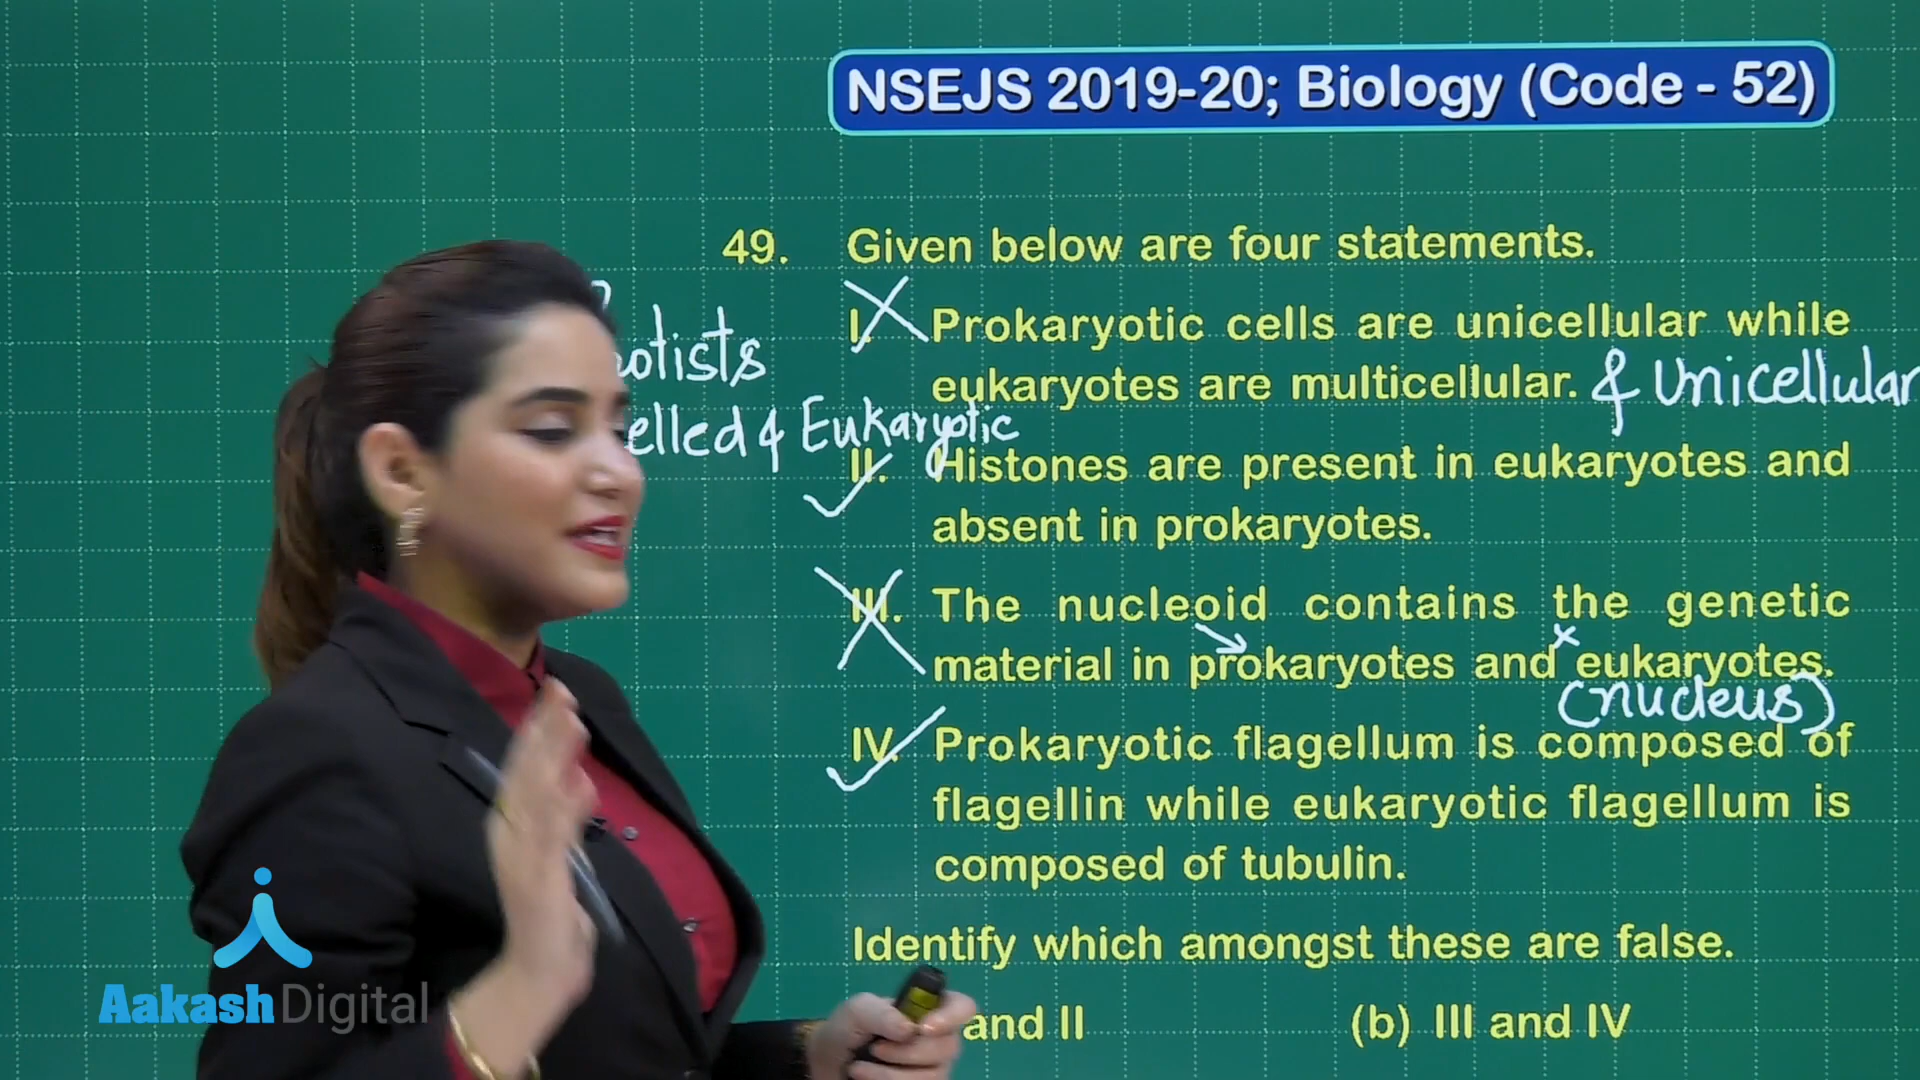 NSEJS 2019-20; Biology (Code - 52)
49. Given below are four statements.
I. Prokaryotic cells are unicellular while
eukaryotes are multicellular. & Unicellular
& Eukaryotic
II. Histones are present in eukaryotes and
absent in prokaryotes.
III. The nucleoid contains the genetic
material in prokaryotes and eukaryotes.
(nucleus)
IV. Prokaryotic flagellum is composed of
flagellin while eukaryotic flagellum is
composed of tubulin.
Identify which amongst these are false.
and II (b) III and IV
Aakash Digital